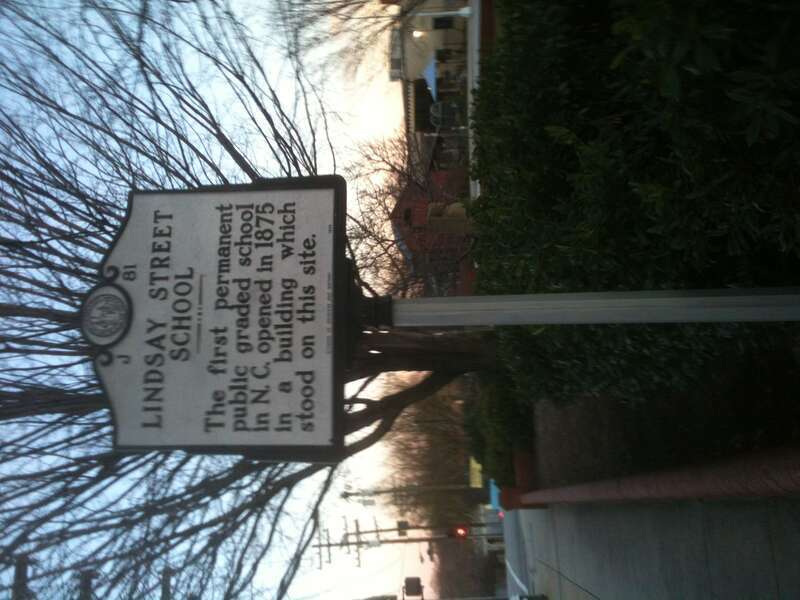 J 81
LINDSAY STREET
SCHOOL
The first permanent
public graded school
in N.C. opened in 1875
in a building which
stood on this site.